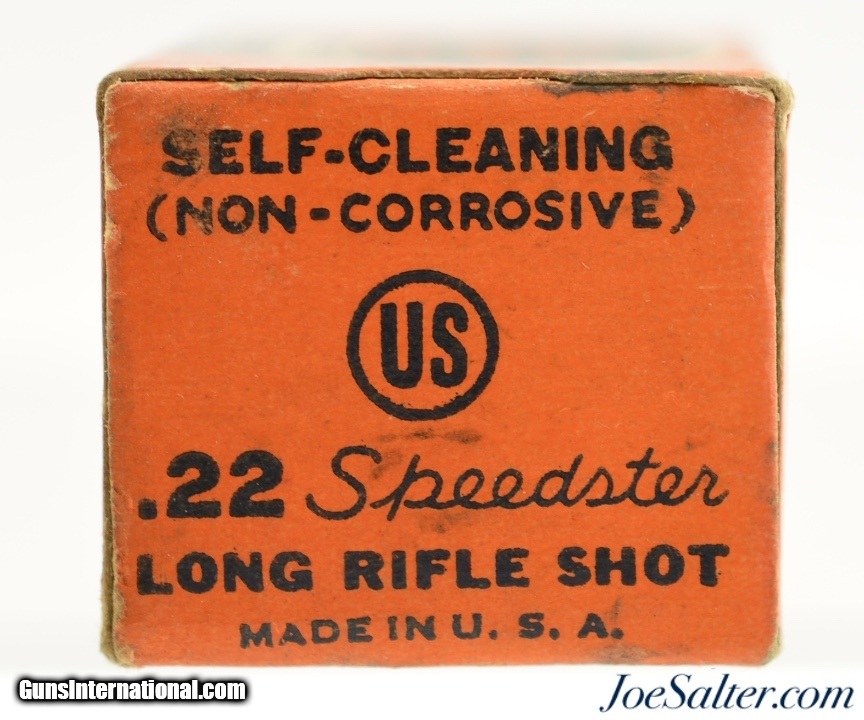 SELF-CLEANING
(NON-CORROSIVE)
US
.22 Speedster
LONG RIFLE SHOT
MADE IN U. S. A.
GunsInternational.com
JoeSalter.com